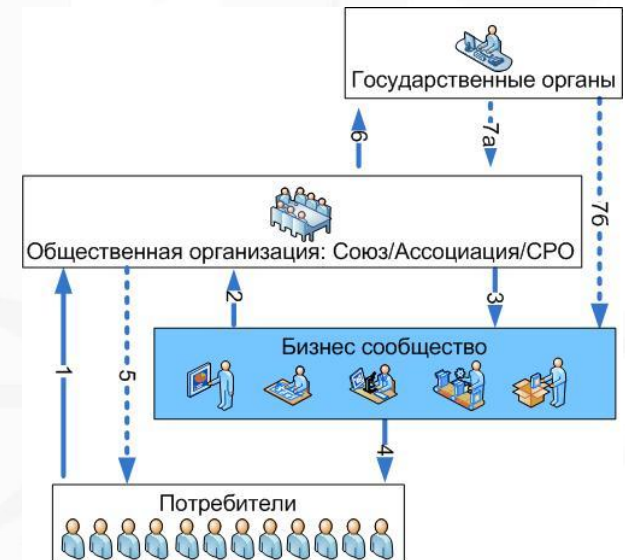 Государственные органы
6
7а
7б
Общественная организация: Союз/Ассоциация/СРО
1
5
2
3
Бизнес сообщество
4
Потребители